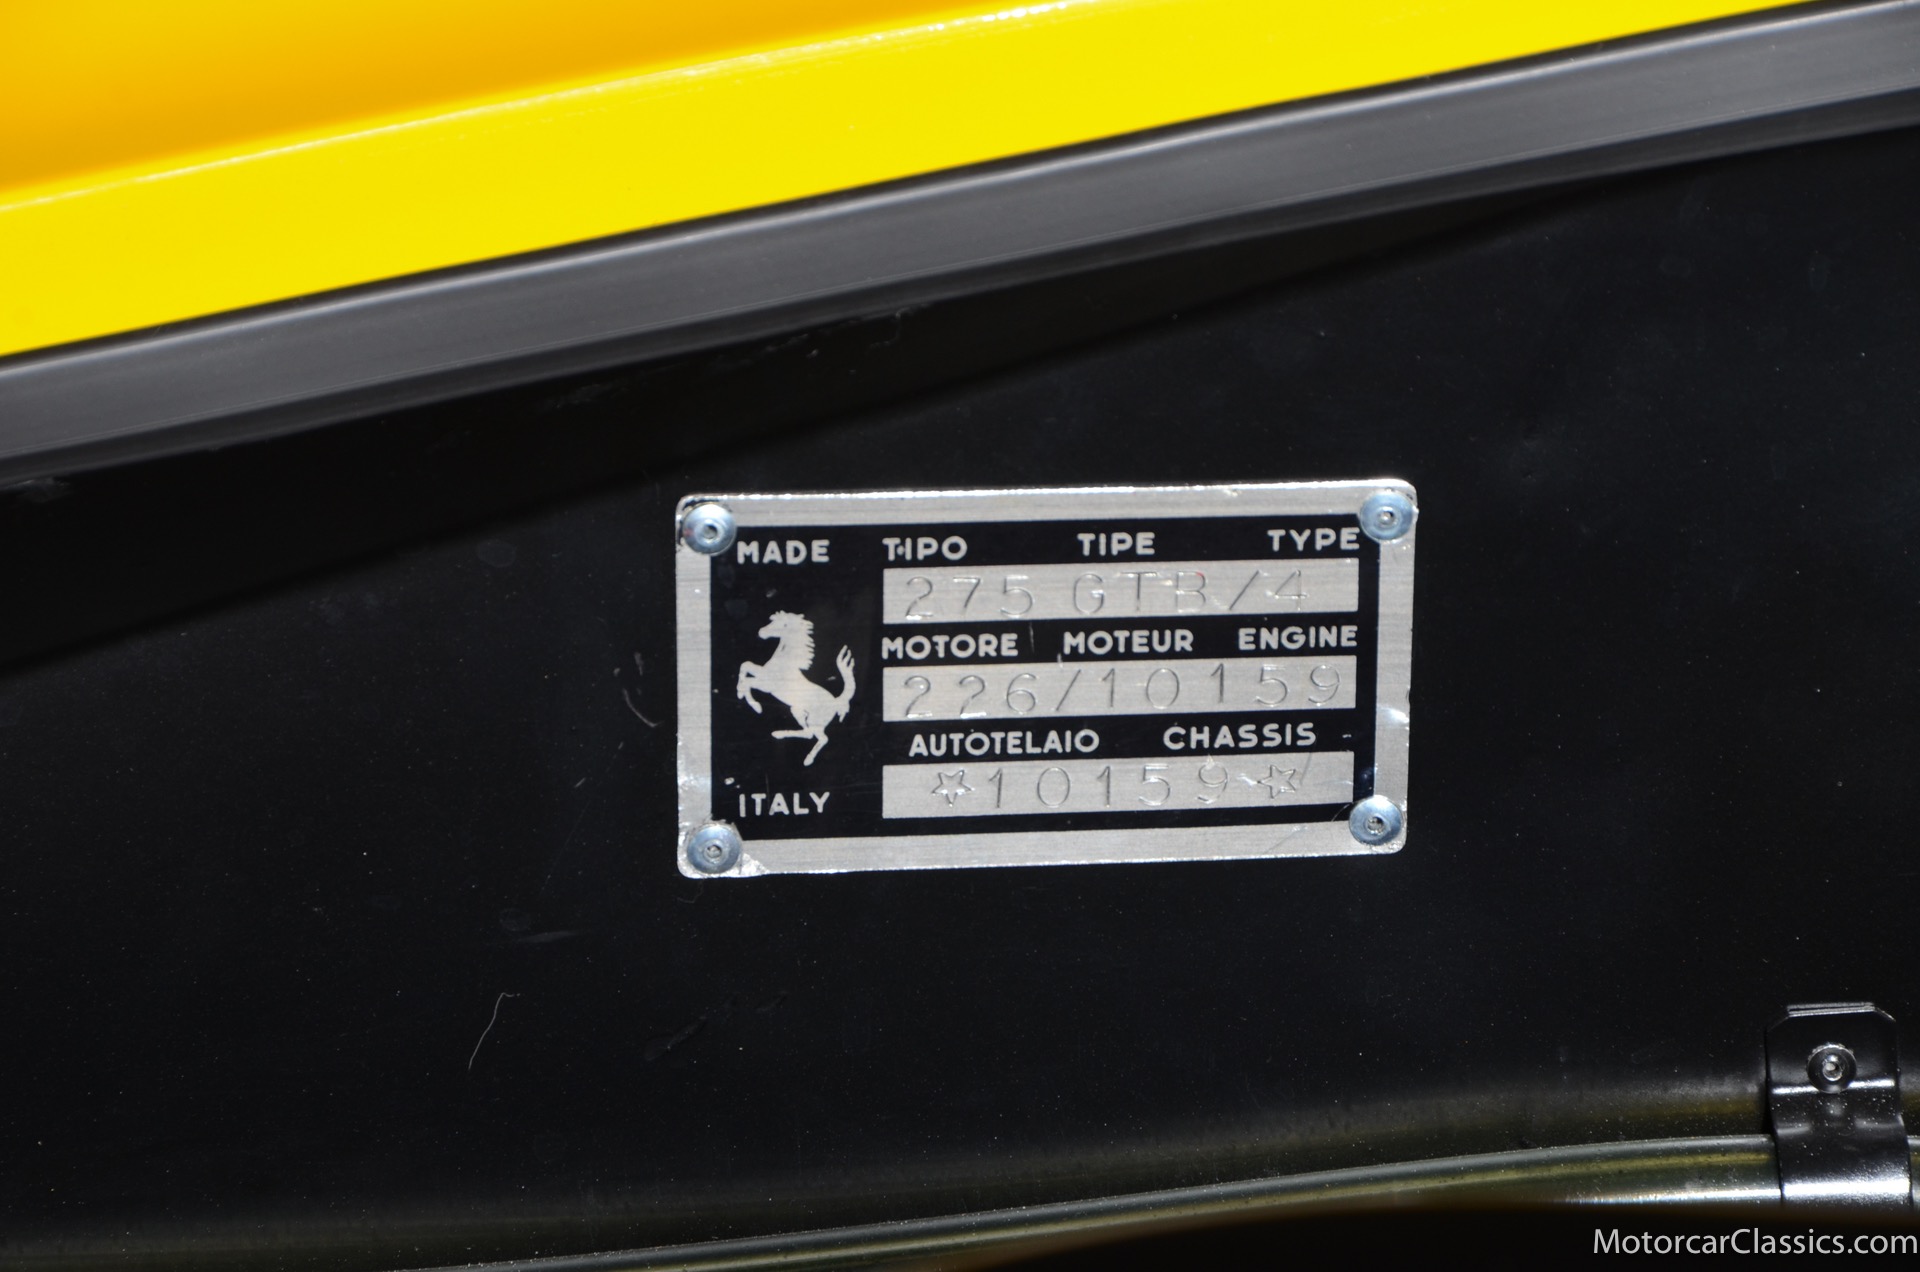 MADE TIPO TIPE TYPE
275 GTB/4
MOTORE MOTEUR ENGINE
226/10159
AUTOTELAIO CHASSIS
☆10159☆
ITALY
MotorcarClassics.com